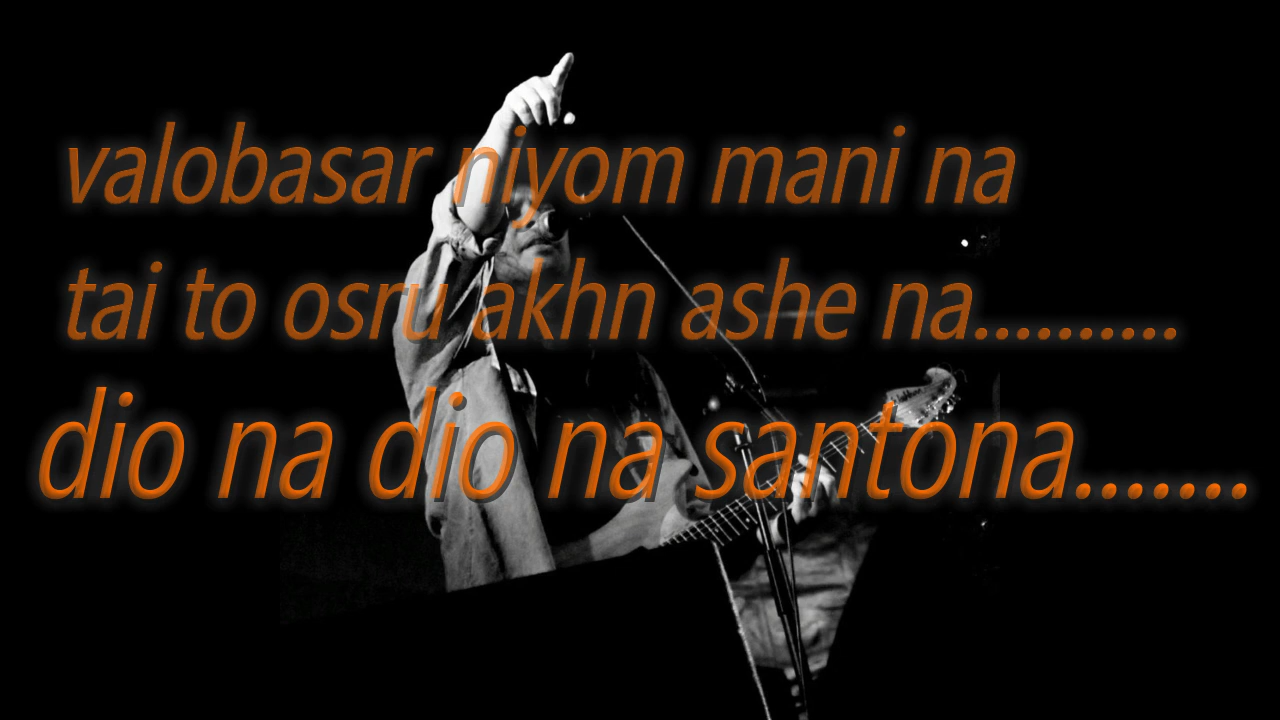 valobasar niyom mani na
tai to osru akhn ashe na..........
dio na dio na santona.......